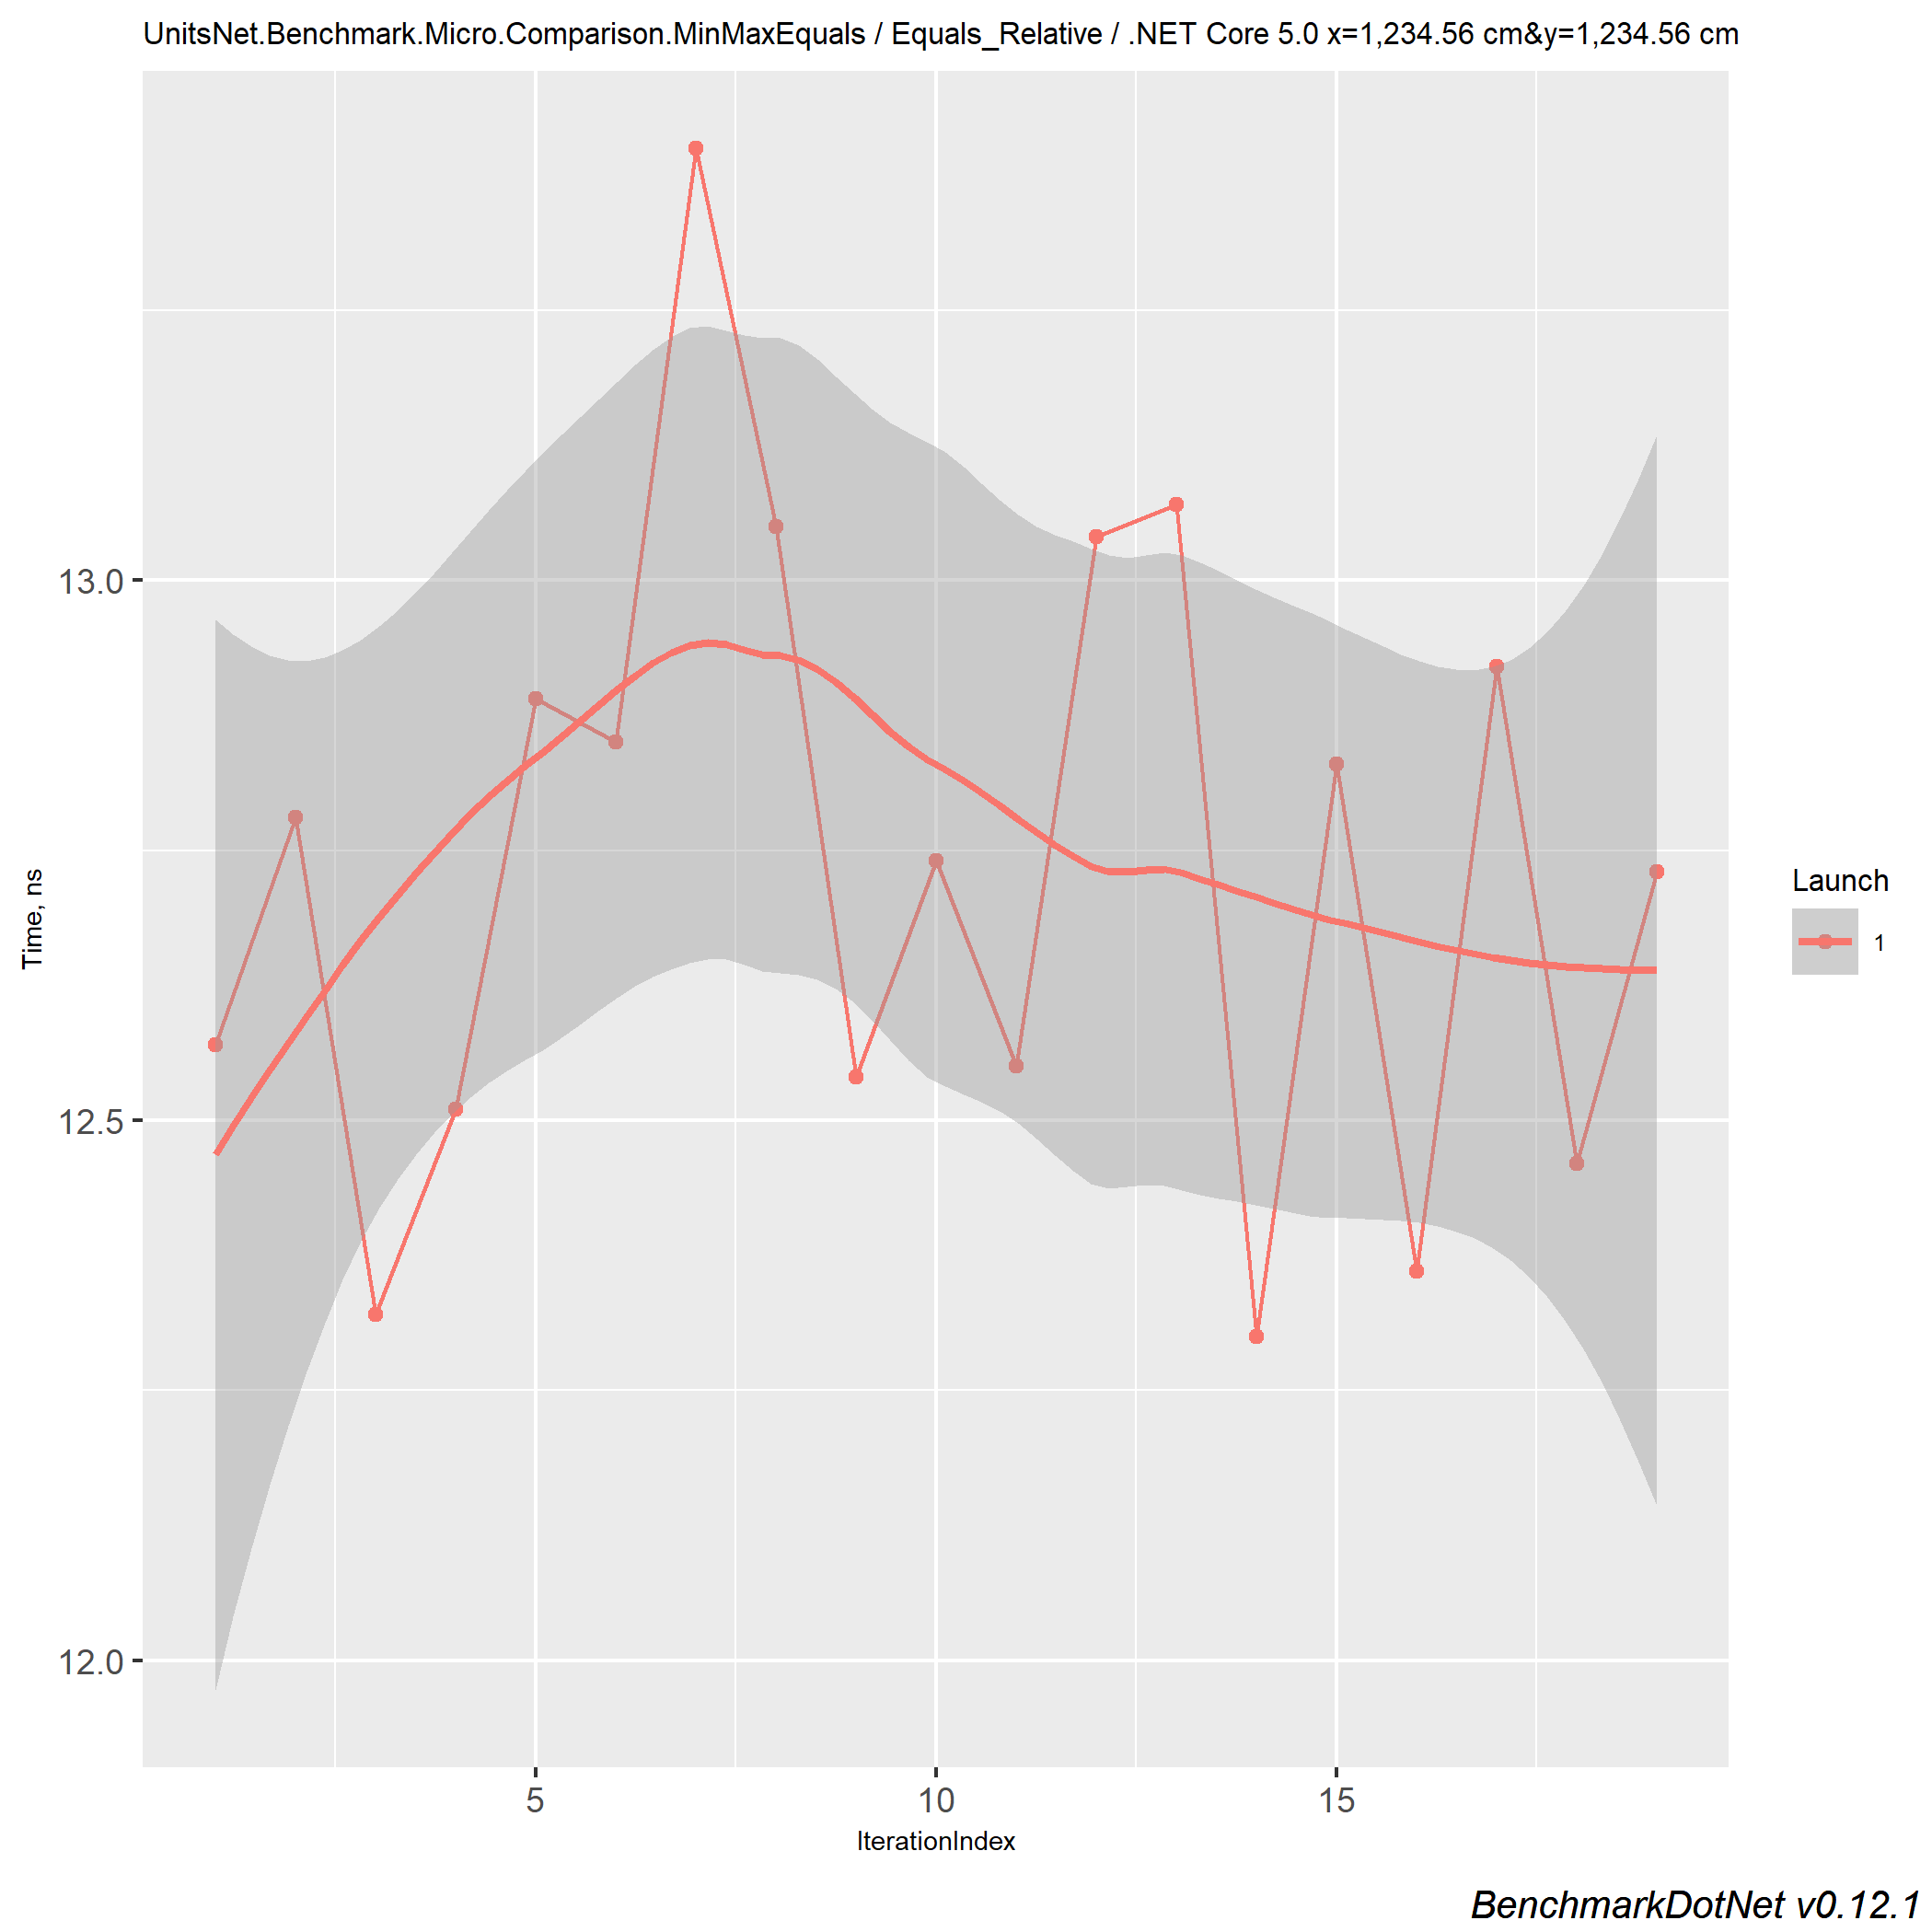 UnitsNet.Benchmark.Micro.Comparison.MinMaxEquals / Equals_Relative / .NET Core 5.0 x=1,234.56 cm&y=1,234.56 cm
13.0
12.5
12.0
Time, ns
5 10 15
IterationIndex
Launch
1
BenchmarkDotNet v0.12.1